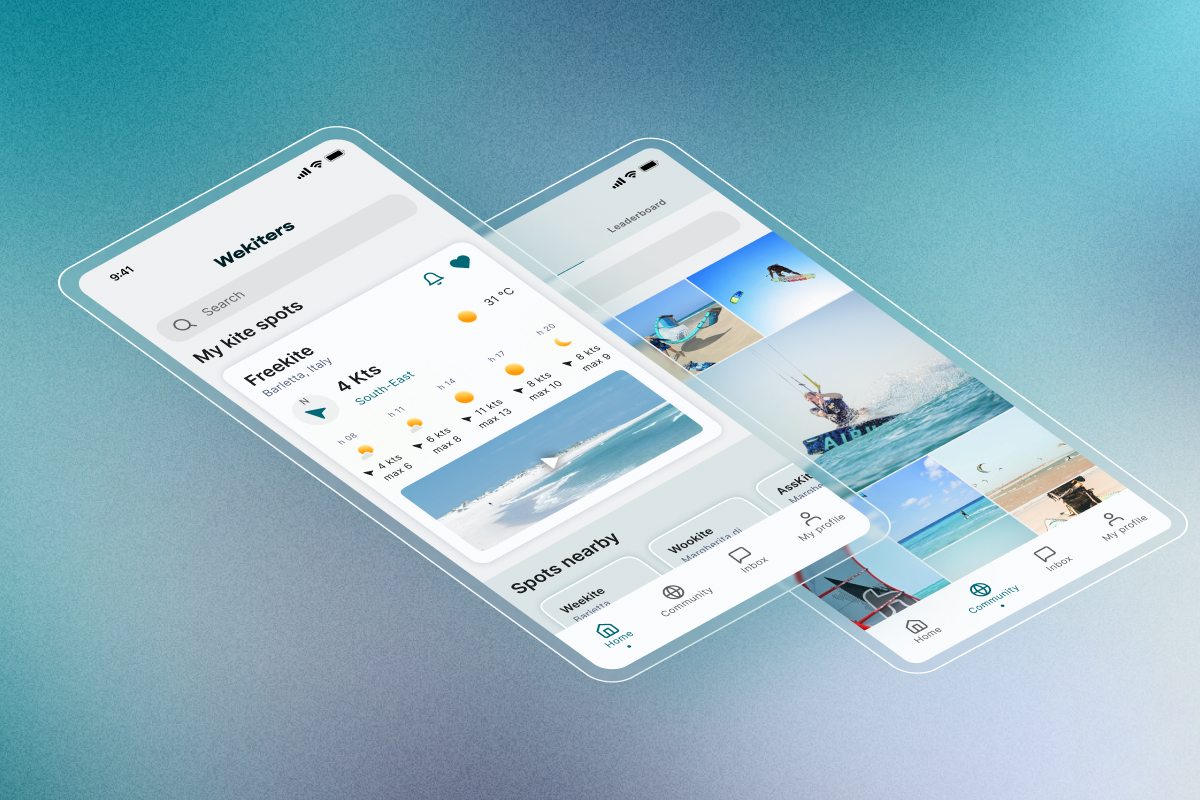 9:41
Wekiters
Search
My kite spots
Freekite
Barletta, Italy
31 °C
N
4 Kts
South-East
h 08
4 kts
max 6
h 11
6 kts
max 8
h 14
11 kts
max 13
h 17
8 kts
max 10
h 20
8 kts
max 9
Spots nearby
Weekite
Barletta
Wookite
Margherita di
Home
Community
Inbox
My profile
Leaderboard
Home
Community
Inbox
My profile